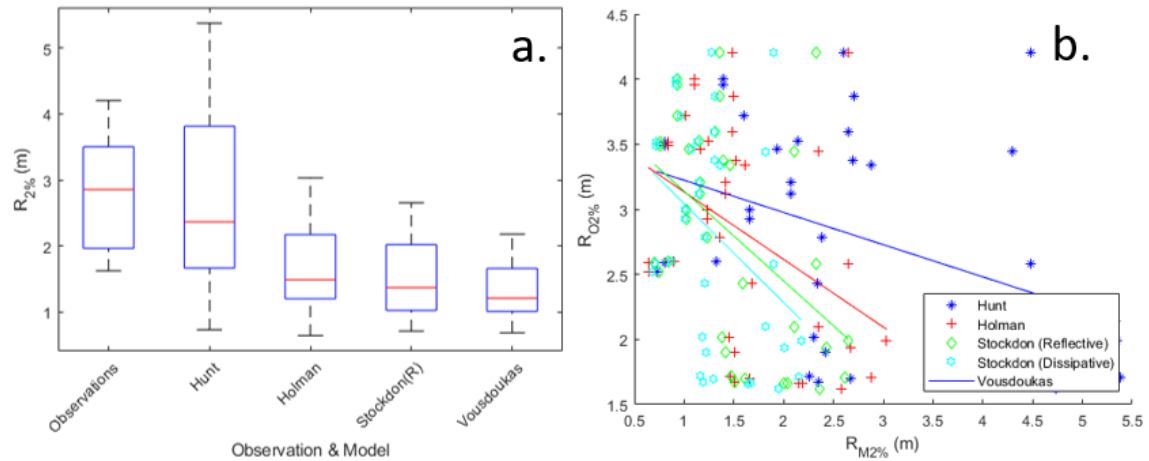 a.
R2% (m)
5
4
3
2
1
Observations
Hunt
Holman
Stockdon(R)
Vousdoukas
Observation & Model
b.
RO2% (m)
4.5
4
3.5
3
2.5
2
1.5
Hunt
Holman
Stockdon (Reflective)
Stockdon (Dissipative)
Vousdoukas
0.5 1 1.5 2 2.5 3 3.5 4 4.5 5 5.4
RM2% (m)